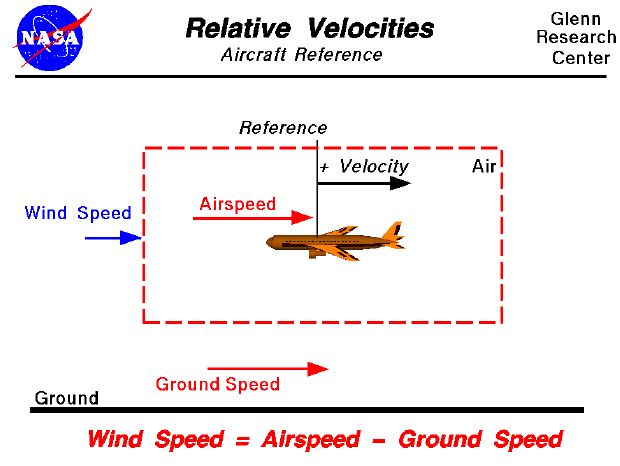 NASA
Relative Velocities
Aircraft Reference
Glenn
Research
Center
Reference
+ Velocity
Air
Airspeed
Wind Speed
Ground Speed
Ground
Wind Speed = Airspeed – Ground Speed